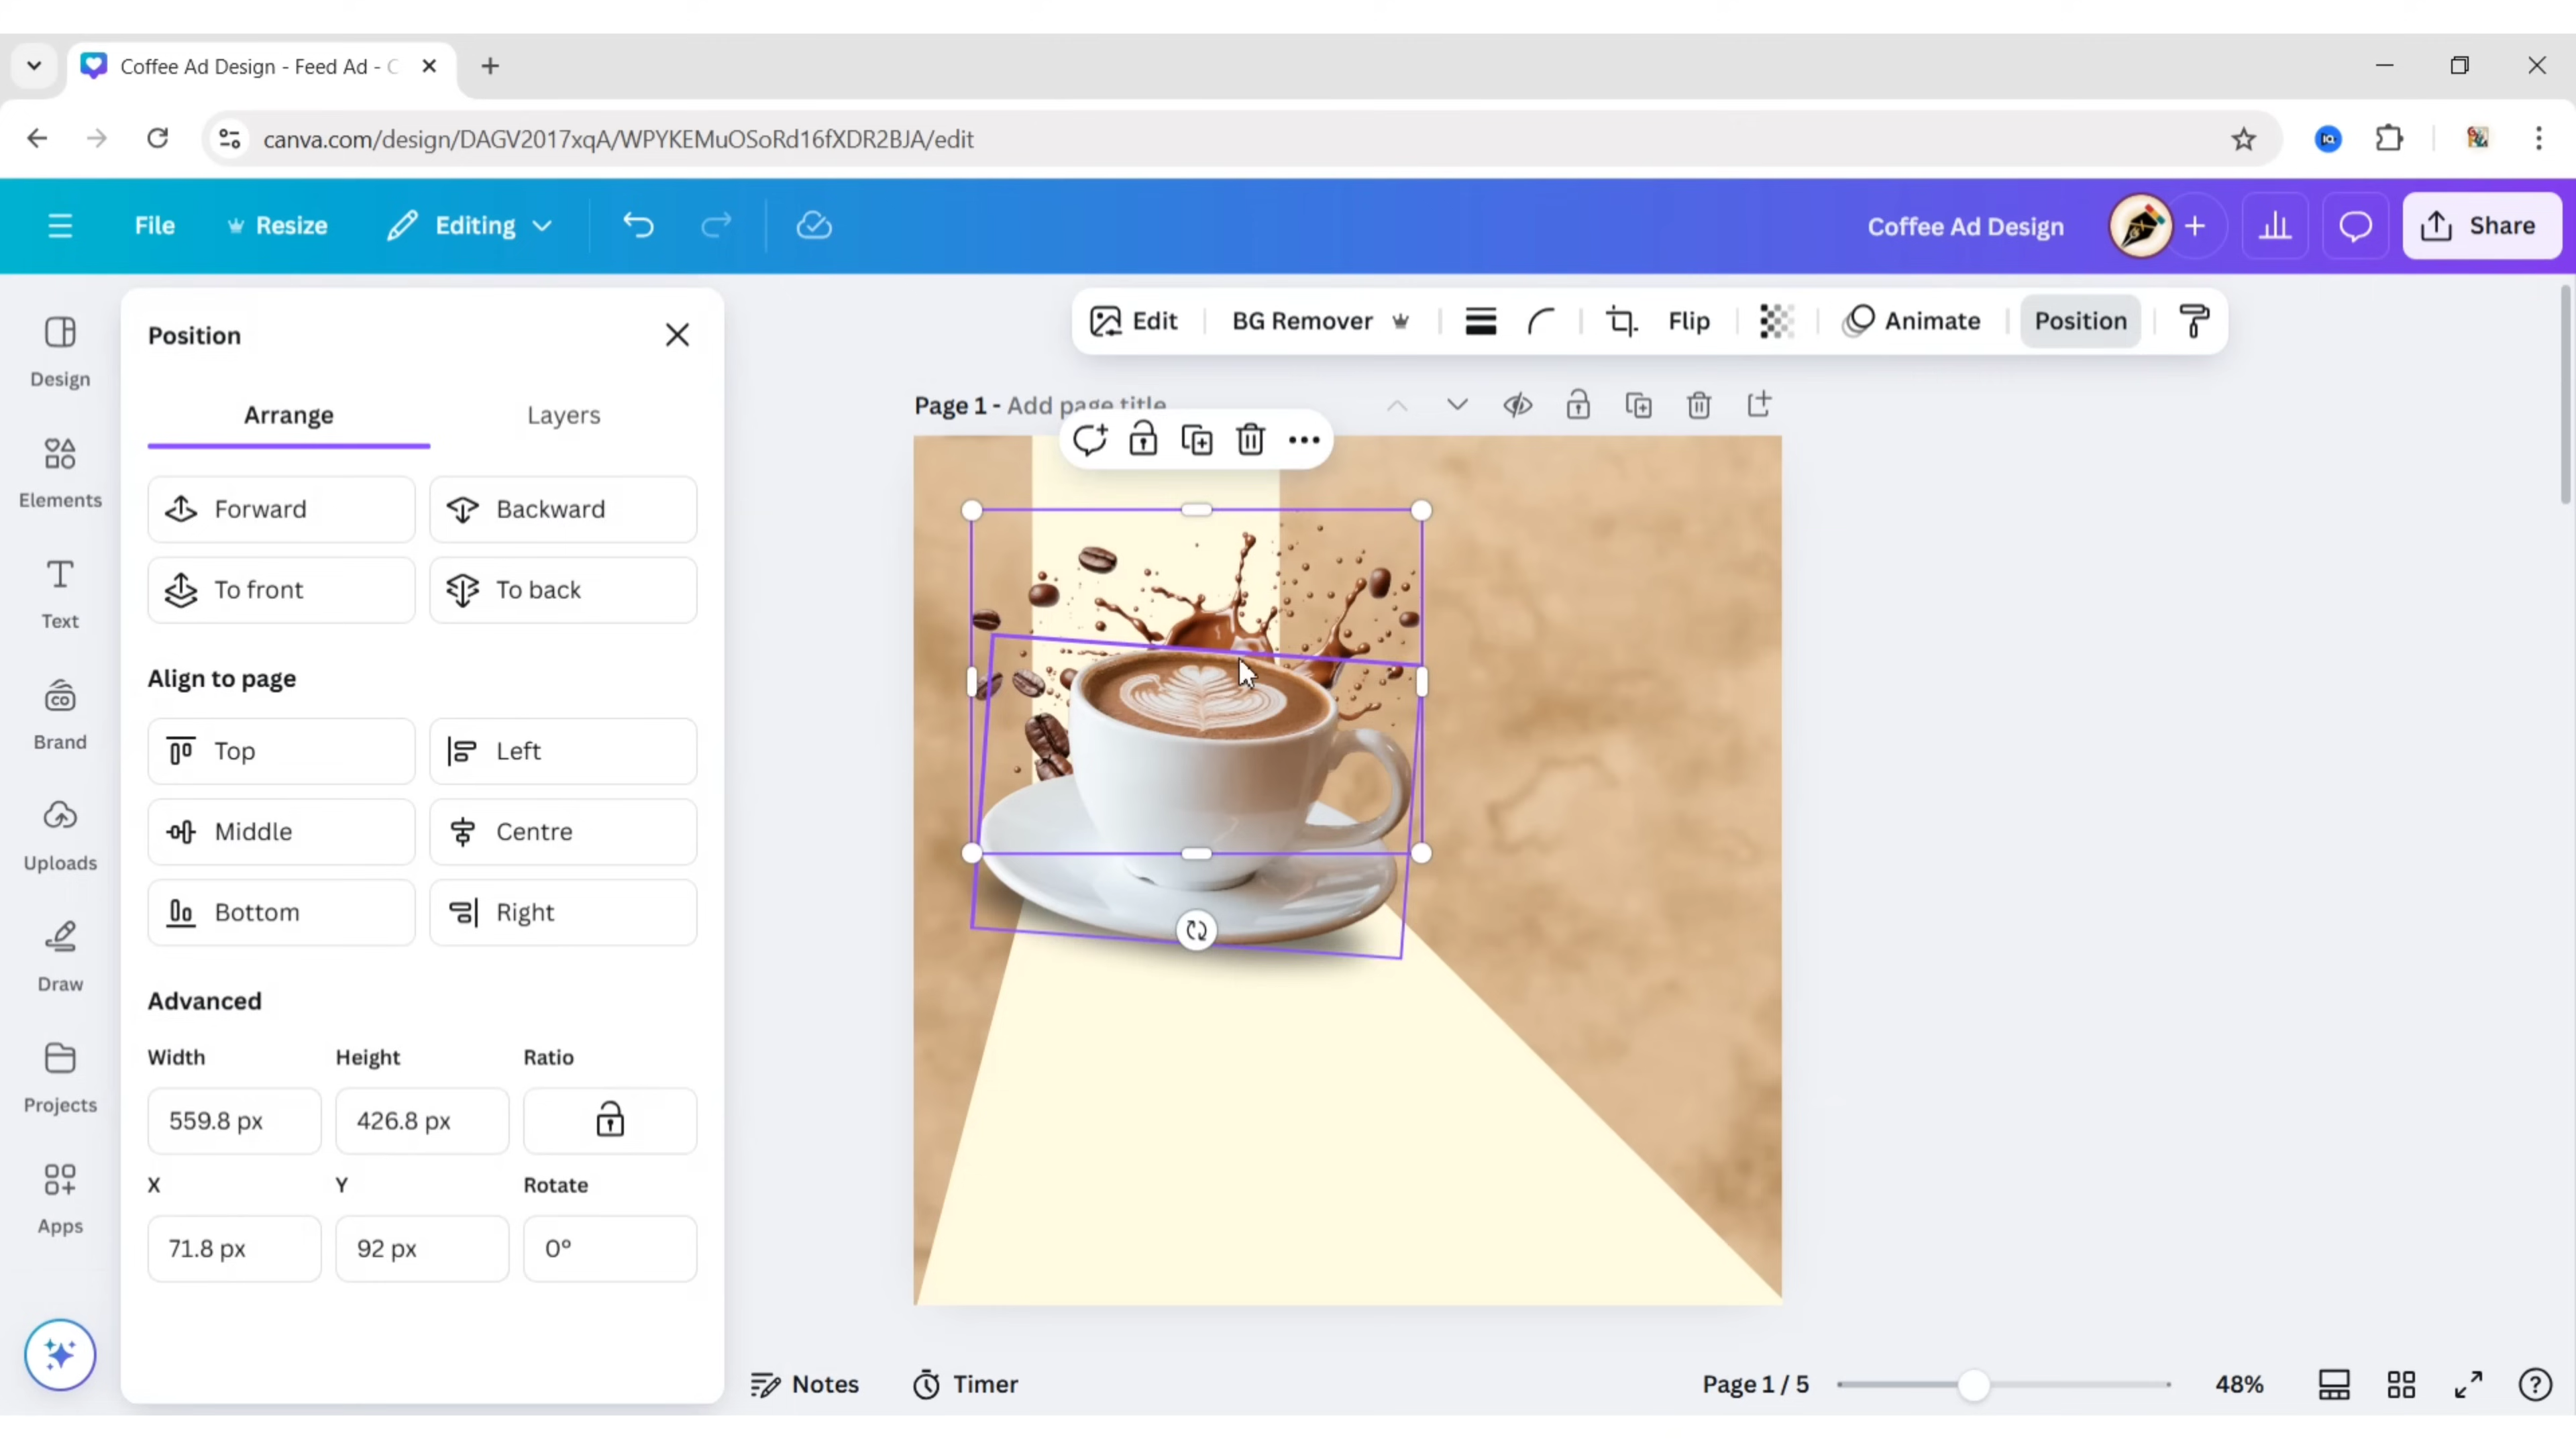 Coffee Ad Design - Feed Ad - C
canva.com/design/DAGV2017xqA/WPYKEMuOSoRd16fXDR2BJA/edit
File Resize Editing Coffee Ad Design Share
Design
Elements
Text
Brand
Uploads
Draw
Projects
Apps
Position
Arrange Layers
Forward Backward
To front To back
Align to page
Top Left
Middle Centre
Bottom Right
Advanced
Width Height Ratio
559.8 px 426.8 px
X Y Rotate
71.8 px 92 px 0°
Edit BG Remover Flip Animate Position
Page 1 - Add page title
Notes Timer Page 1 / 5 48%